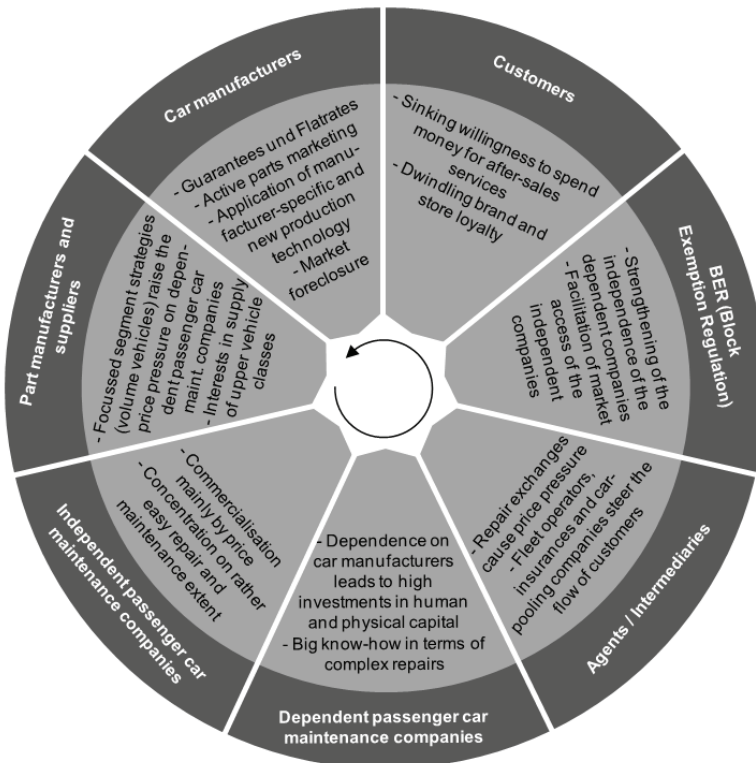 Car manufacturers
- Guarantees und Flatrates
- Active parts marketing
- Application of manu-
facturer-specific and
new production
technology
- Market
foreclosure
Customers
- Sinking willingness to spend
money for after-sales
services
- Dwindling brand and
store loyalty
BER (Block
Exemption Regulation)
- Strengthening of the
independence of the
dependent companies
- Facilitation of market
access of the
independent
companies
Agents / Intermediaries
- Repair exchanges
cause price pressure
- Fleet operators,
insurances and car-
pooling companies steer the
flow of customers
Dependent passenger car
maintenance companies
- Dependence on
car manufacturers
leads to high
investments in human
and physical capital
- Big know-how in terms of
complex repairs
Independent passenger car
maintenance companies
- Commercialisation
mainly by price
- Concentration on rather
easy repair and
maintenance extent
Part manufacturers and
suppliers
- Focussed segment strategies
(volume vehicles) raise the
price pressure on depen-
dent passenger car
maint. companies
- Interests in supply
of upper vehicle
classes